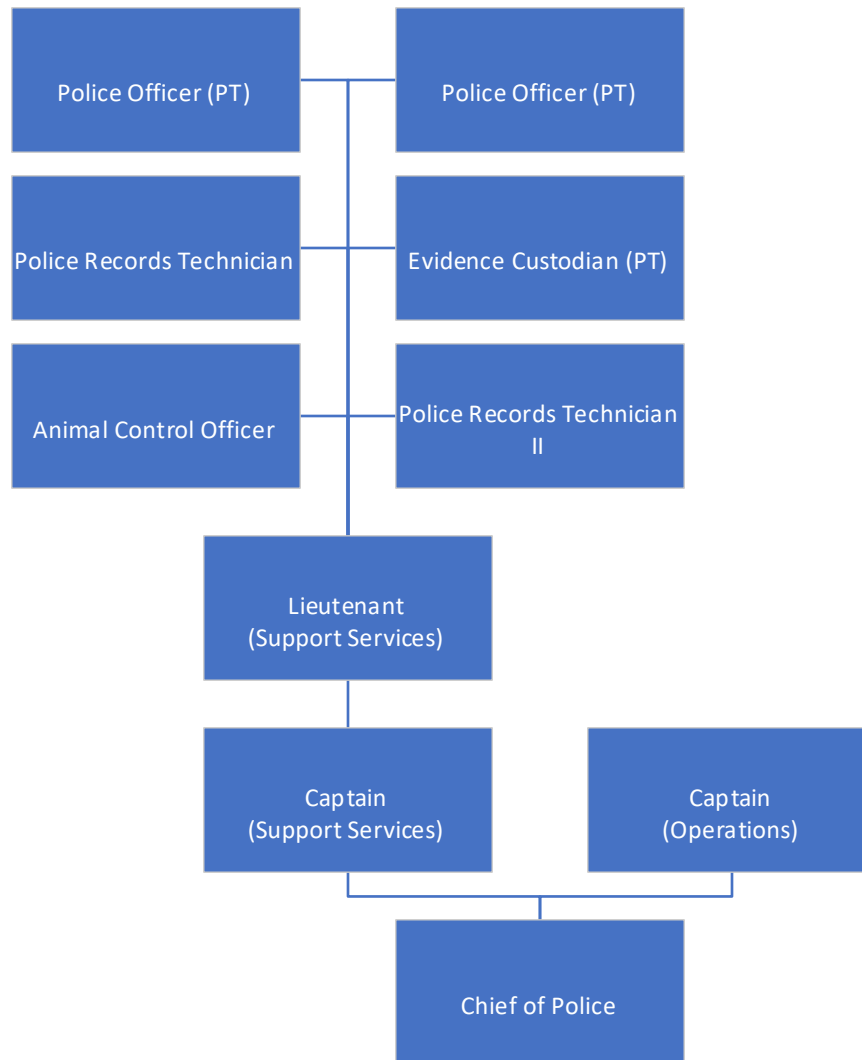 Police Officer (PT)
Police Officer (PT)
Police Records Technician
Evidence Custodian (PT)
Animal Control Officer
Police Records Technician
II
Lieutenant
(Support Services)
Captain
(Support Services)
Captain
(Operations)
Chief of Police